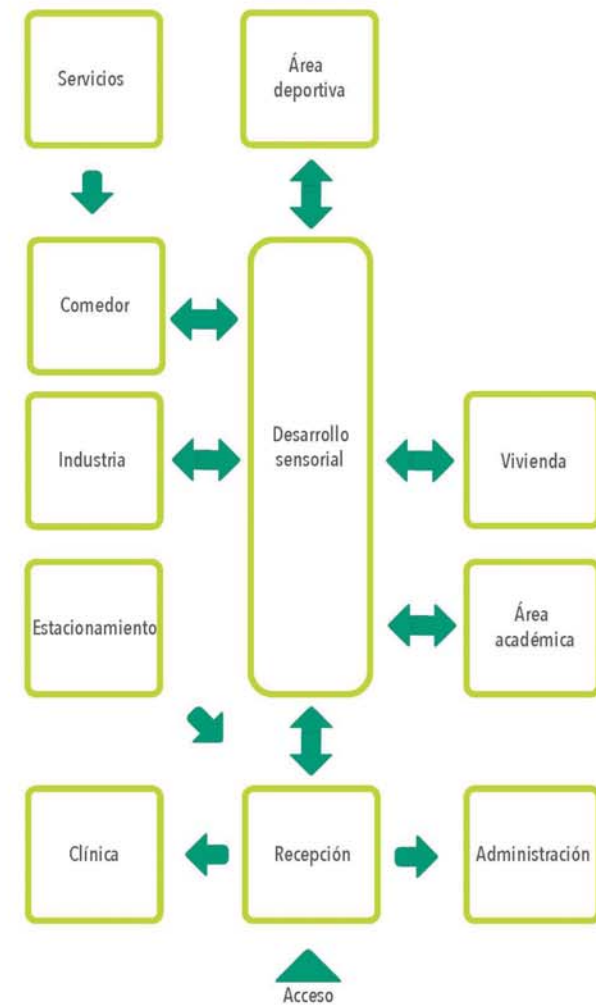 Servicios
Área
deportiva
Comedor
Industria
Desarrollo
sensorial
Vivienda
Estacionamiento
Área
académica
Clínica
Recepción
Administración
Acceso